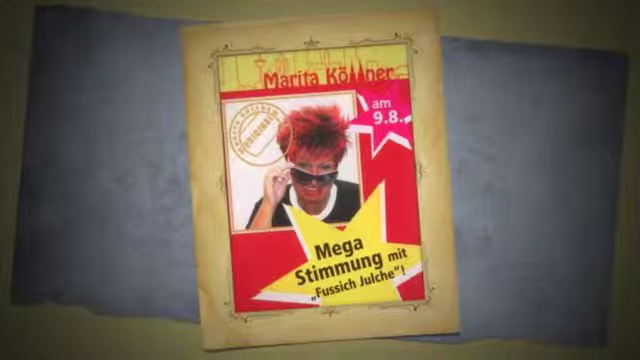 Marita Köllner
am
9.8.
Mega
Stimmung mit
„Fussich Julche“!